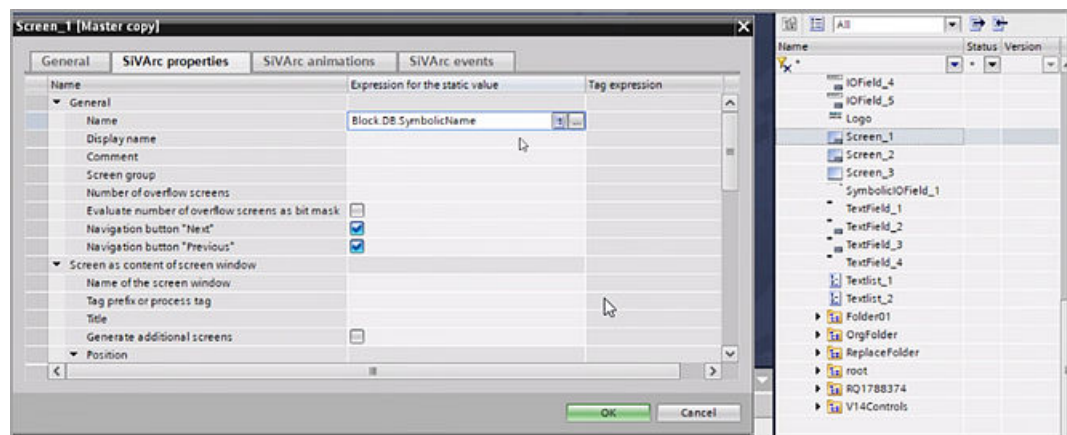 Screen_1 [Master copy]
General SiVArc properties SiVArc animations SiVArc events
Name Expression for the static value Tag expression
General
Name Block.DB.SymbolicName ...
Display name
Comment
Screen group
Number of overflow screens
Evaluate number of overflow screens as bit mask
Navigation button "Next"
Navigation button "Previous"
Screen as content of screen window
Name of the screen window
Tag prefix or process tag
Title
Generate additional screens
Position
OK Cancel
All
Name Status Version
IOField_4
IOField_5
Logo
Screen_1
Screen_2
Screen_3
SymbolicIOField_1
TextField_1
TextField_2
TextField_3
TextField_4
Textlist_1
Textlist_2
Folder01
OrgFolder
ReplaceFolder
root
RQ1788374
V14Controls